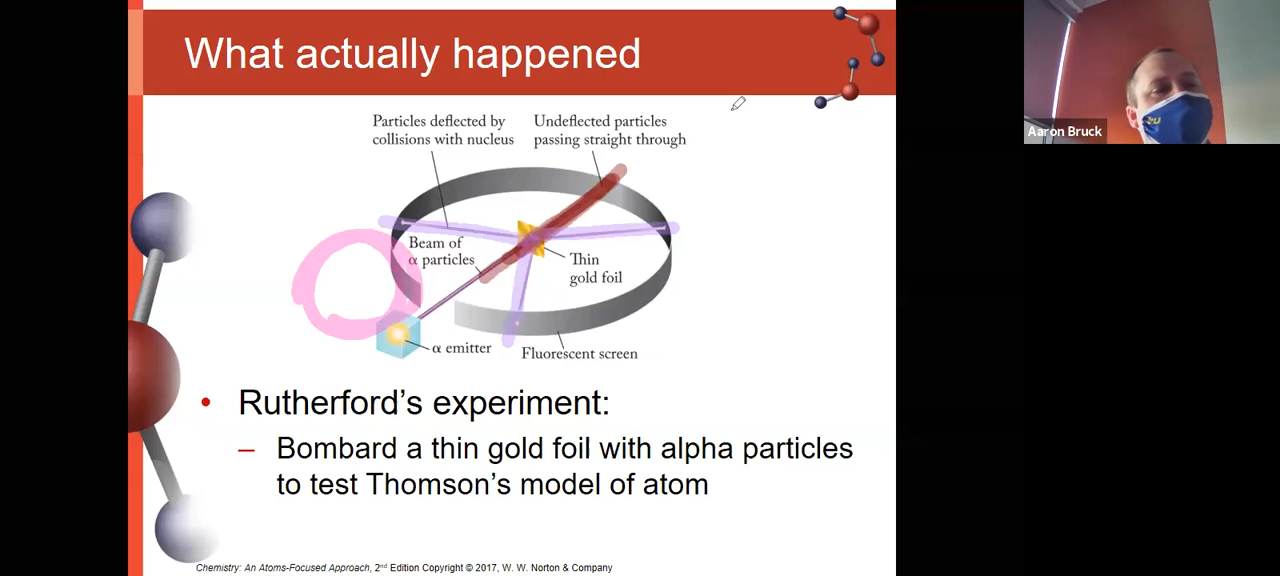 What actually happened
Particles deflected by
collisions with nucleus
Undeflected particles
passing straight through
Beam of
α particles
Thin
gold foil
α emitter
Fluorescent screen
• Rutherford's experiment:
– Bombard a thin gold foil with alpha particles
to test Thomson's model of atom
Chemistry: An Atoms-Focused Approach, 2nd Edition Copyright © 2017, W. W. Norton & Company
Aaron Bruck